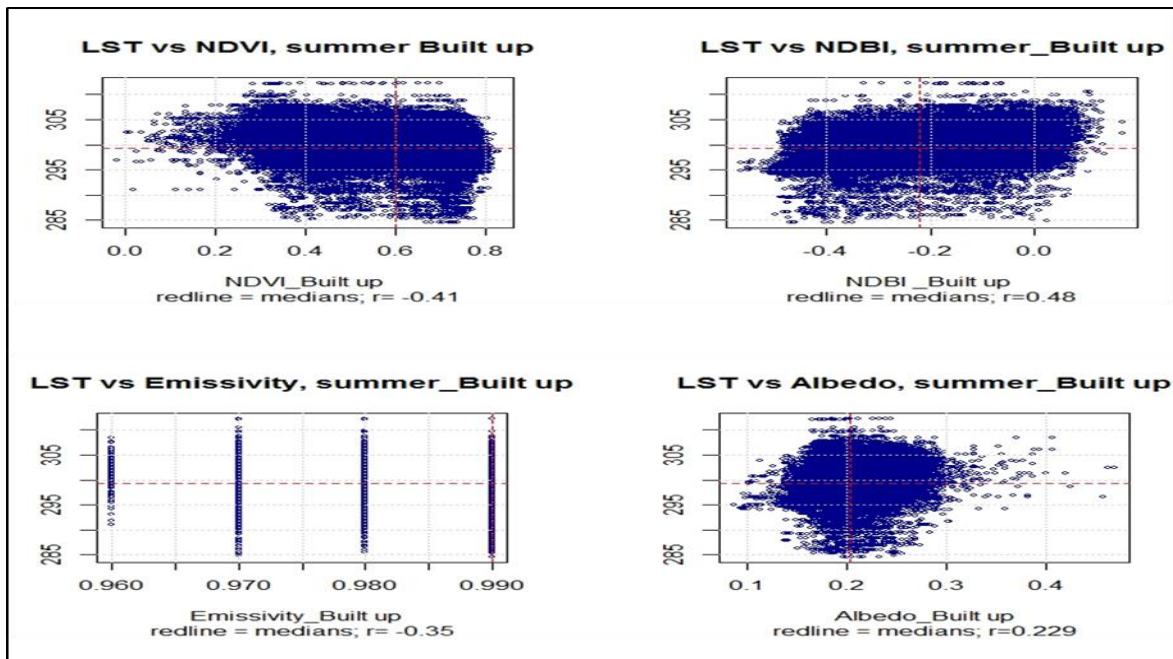 LST vs NDVI, summer Built up
305
295
285
0.0 0.2 0.4 0.6 0.8
NDVI_Built up
redline = medians; r= -0.41
LST vs NDBI, summer_Built up
305
295
285
-0.4 -0.2 0.0
NDBI _Built up
redline = medians; r=0.48
LST vs Emissivity, summer_Built up
305
295
285
0.960 0.970 0.980 0.990
Emissivity_Built up
redline = medians; r= -0.35
LST vs Albedo, summer_Built up
305
295
285
0.1 0.2 0.3 0.4
Albedo_Built up
redline = medians; r=0.229